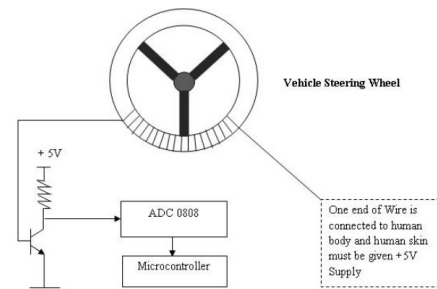 Vehicle Steering Wheel
+ 5V
ADC 0808
Microcontroller
One end of Wire is
connected to human
body and human skin
must be given +5V
Supply